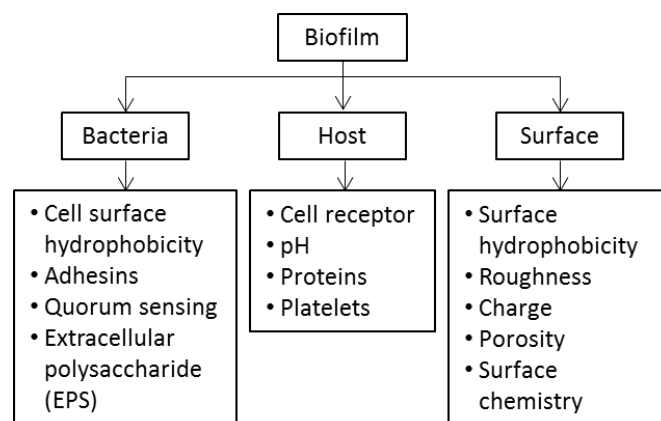 Biofilm
Bacteria
Host
Surface
• Cell surface
hydrophobicity
• Adhesins
• Quorum sensing
• Extracellular
polysaccharide
(EPS)
• Cell receptor
• pH
• Proteins
• Platelets
• Surface
hydrophobicity
• Roughness
• Charge
• Porosity
• Surface
chemistry